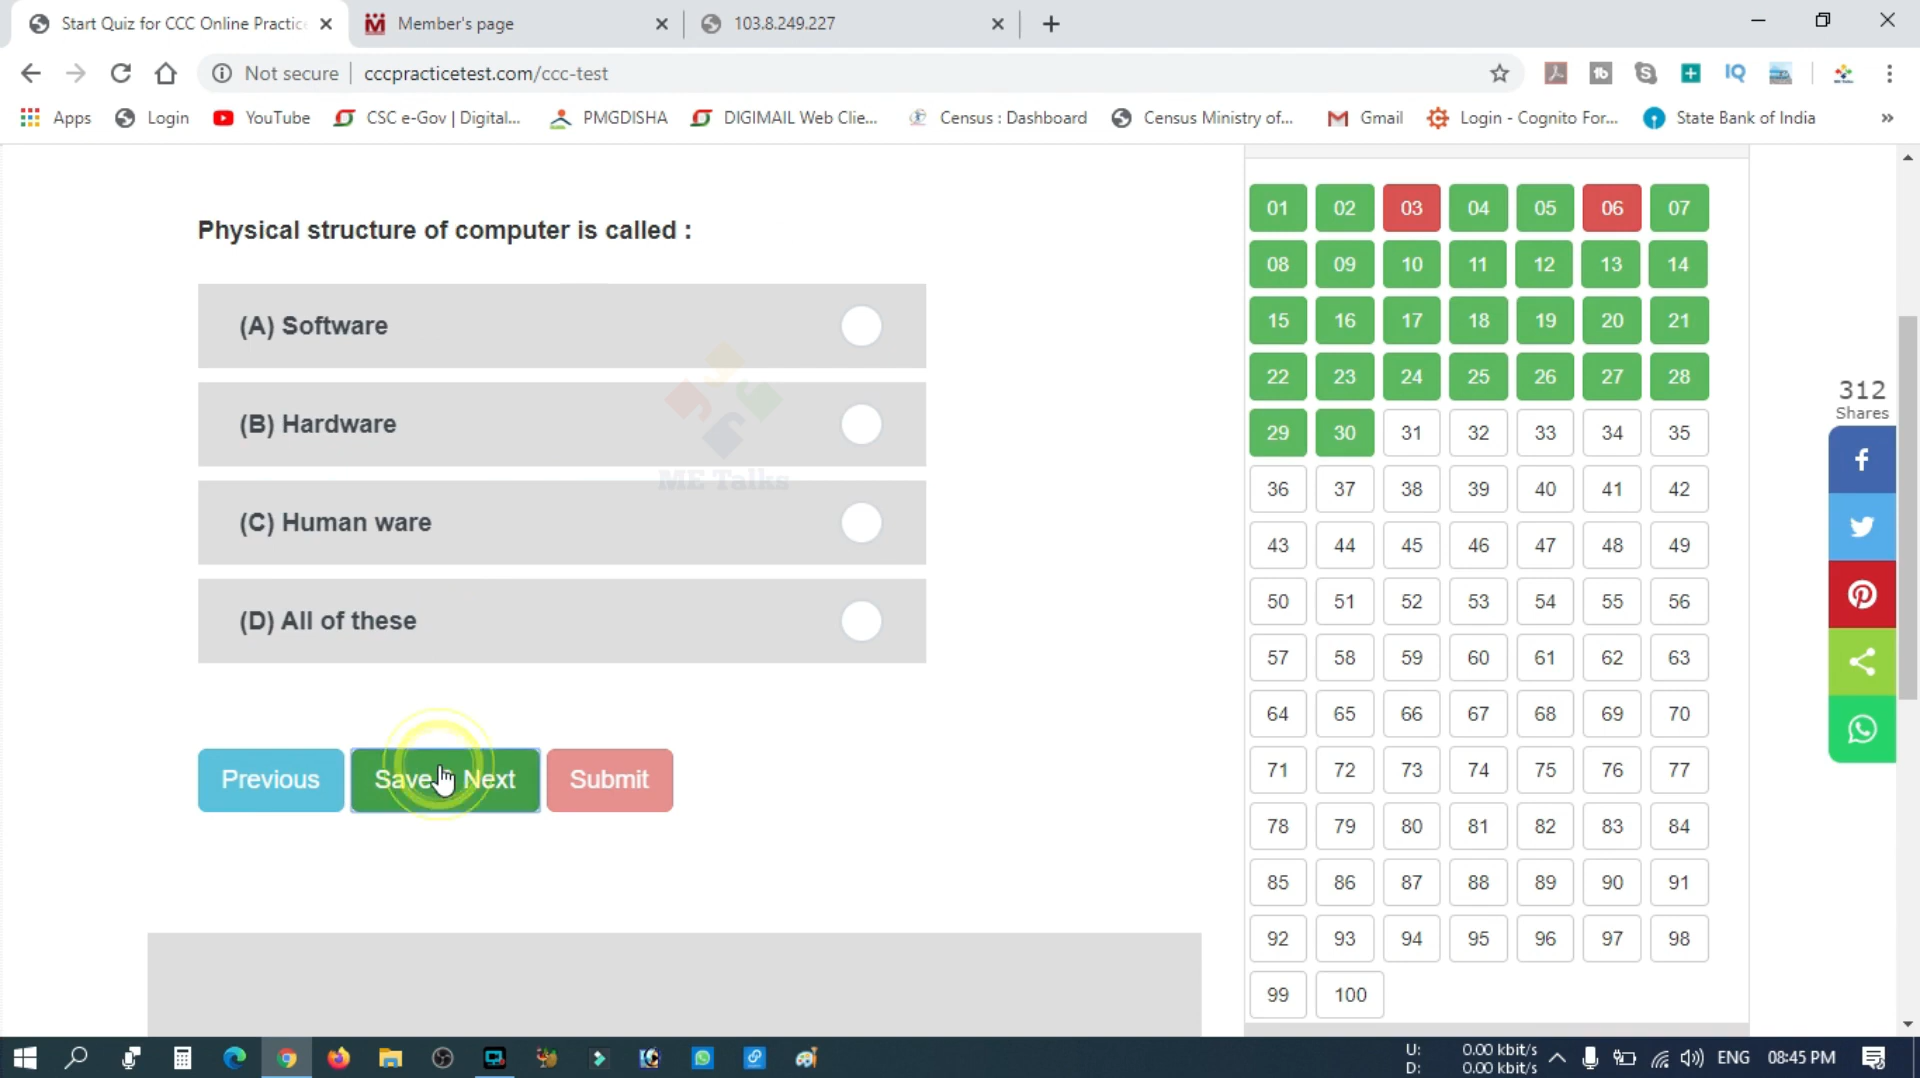 Start Quiz for CCC Online Practice
Member's page
103.8.249.227
Not secure
cccpracticetest.com/ccc-test
Apps
Login
YouTube
CSC e-Gov | Digital...
PMGDISHA
DIGIMAIL Web Clie...
Census : Dashboard
Census Ministry of...
Gmail
Login - Cognito For...
State Bank of India
»
Physical structure of computer is called :
(A) Software
(B) Hardware
(C) Human ware
(D) All of these
ME Talks
Previous
Save Next
Submit
01 02 03 04 05 06 07
08 09 10 11 12 13 14
15 16 17 18 19 20 21
22 23 24 25 26 27 28
29 30 31 32 33 34 35
36 37 38 39 40 41 42
43 44 45 46 47 48 49
50 51 52 53 54 55 56
57 58 59 60 61 62 63
64 65 66 67 68 69 70
71 72 73 74 75 76 77
78 79 80 81 82 83 84
85 86 87 88 89 90 91
92 93 94 95 96 97 98
99 100
312
Shares
U: 0.00 kbit/s
D: 0.00 kbit/s
ENG
08:45 PM